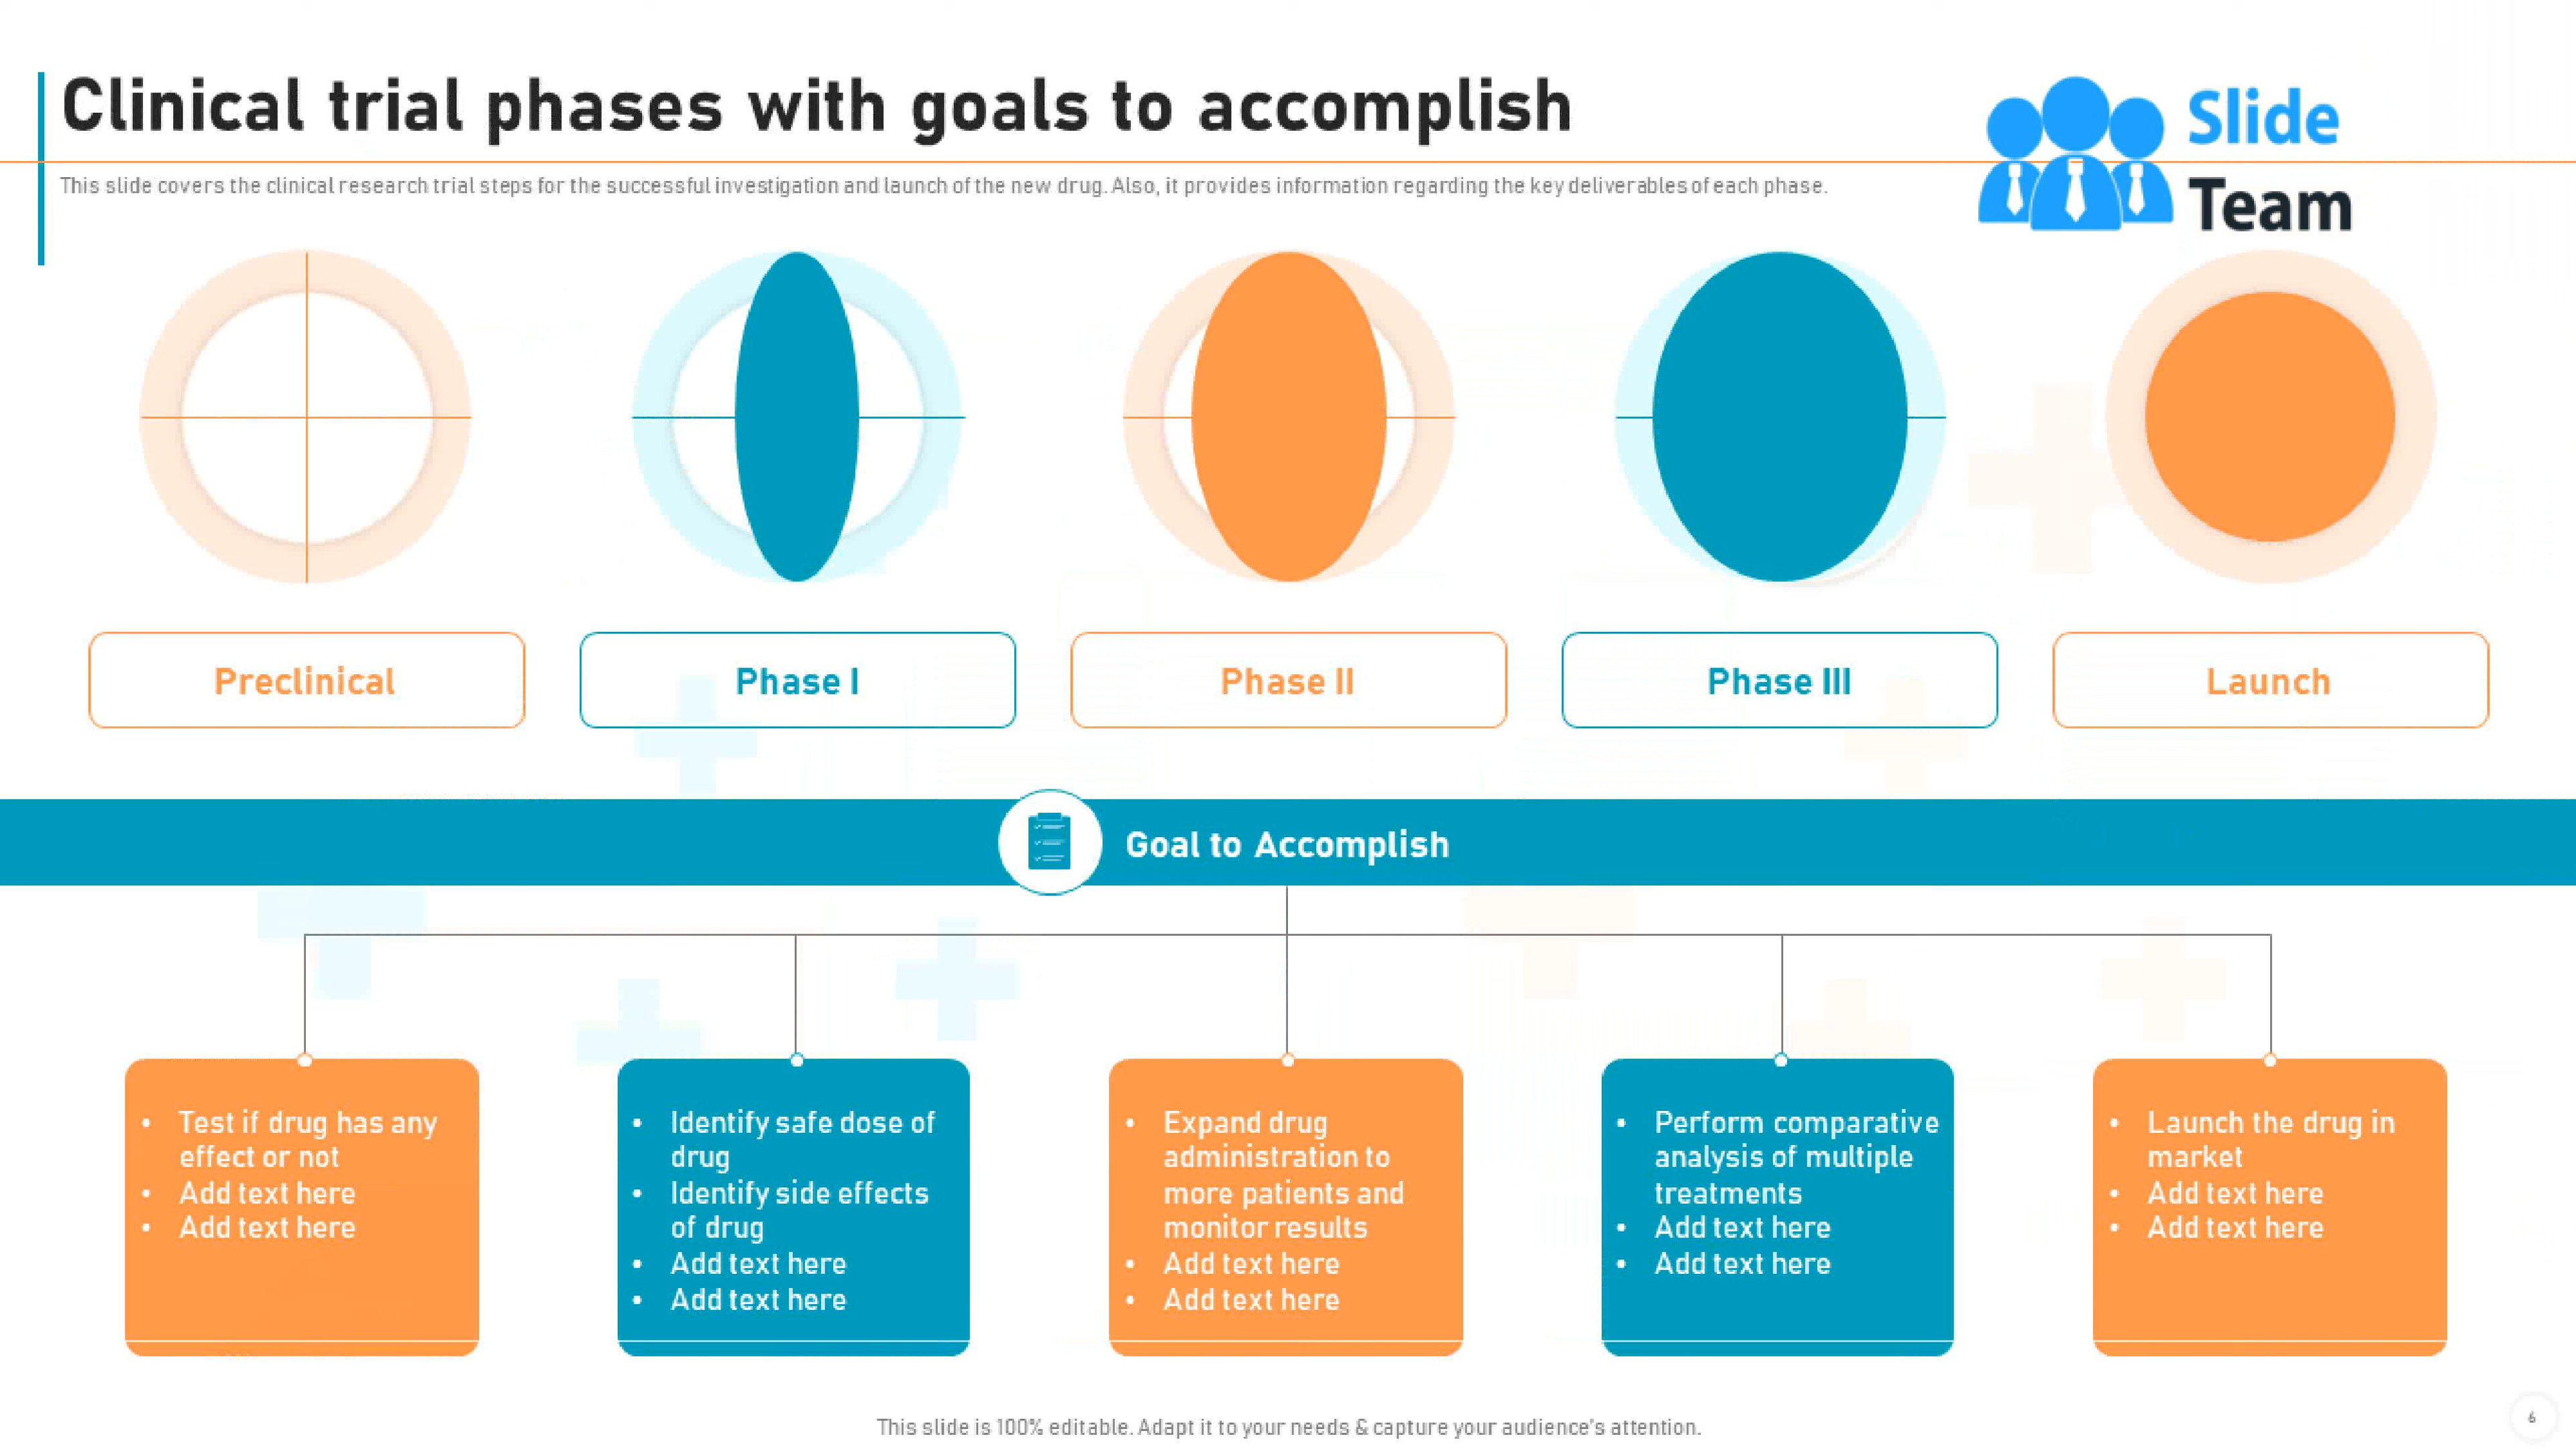 Clinical trial phases with goals to accomplish
Slide
Team
This slide covers the clinical research trial steps for the successful investigation and launch of the new drug. Also, it provides information regarding the key deliverables of each phase.
Preclinical
Phase I
Phase II
Phase III
Launch
Goal to Accomplish
• Test if drug has any
effect or not
• Add text here
• Add text here
• Identify safe dose of
drug
• Identify side effects
of drug
• Add text here
• Add text here
• Expand drug
administration to
more patients and
monitor results
• Add text here
• Add text here
• Perform comparative
analysis of multiple
treatments
• Add text here
• Add text here
• Launch the drug in
market
• Add text here
• Add text here
This slide is 100% editable. Adapt it to your needs & capture your audience's attention.
6